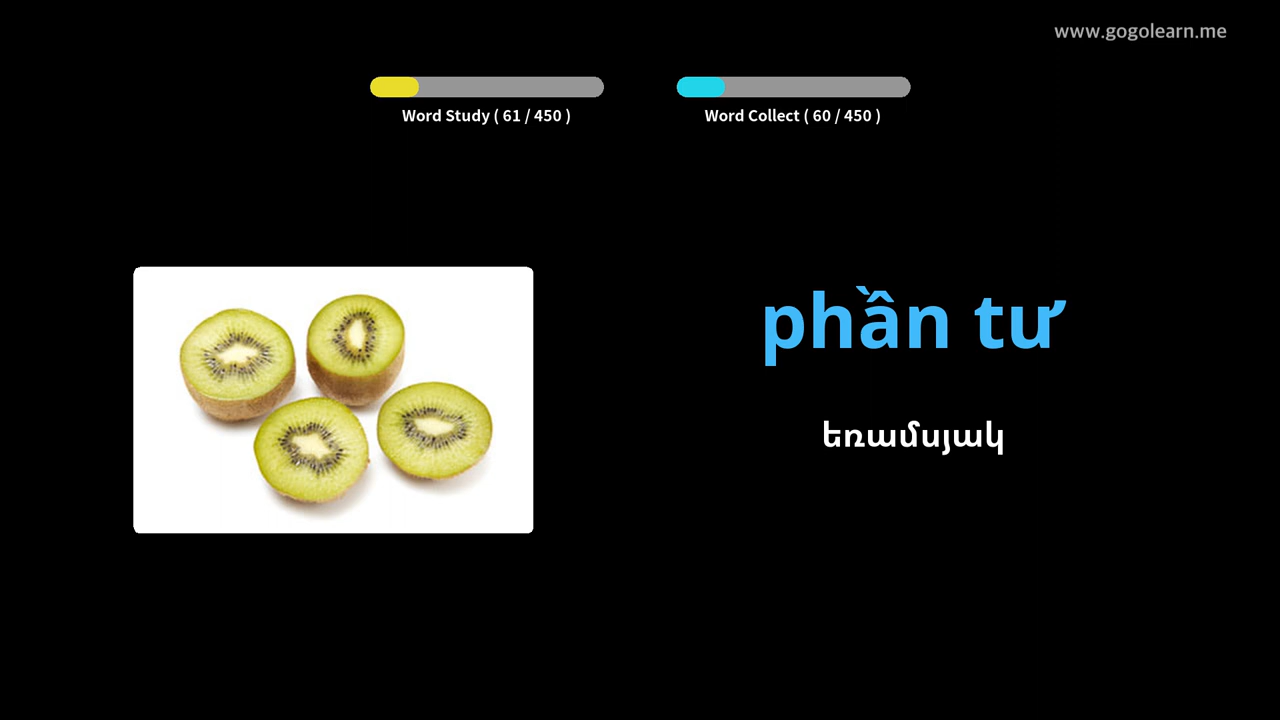 www.gogolearn.me
Word Study ( 61 / 450 )
Word Collect ( 60 / 450 )
phần tư
եռամսյակ